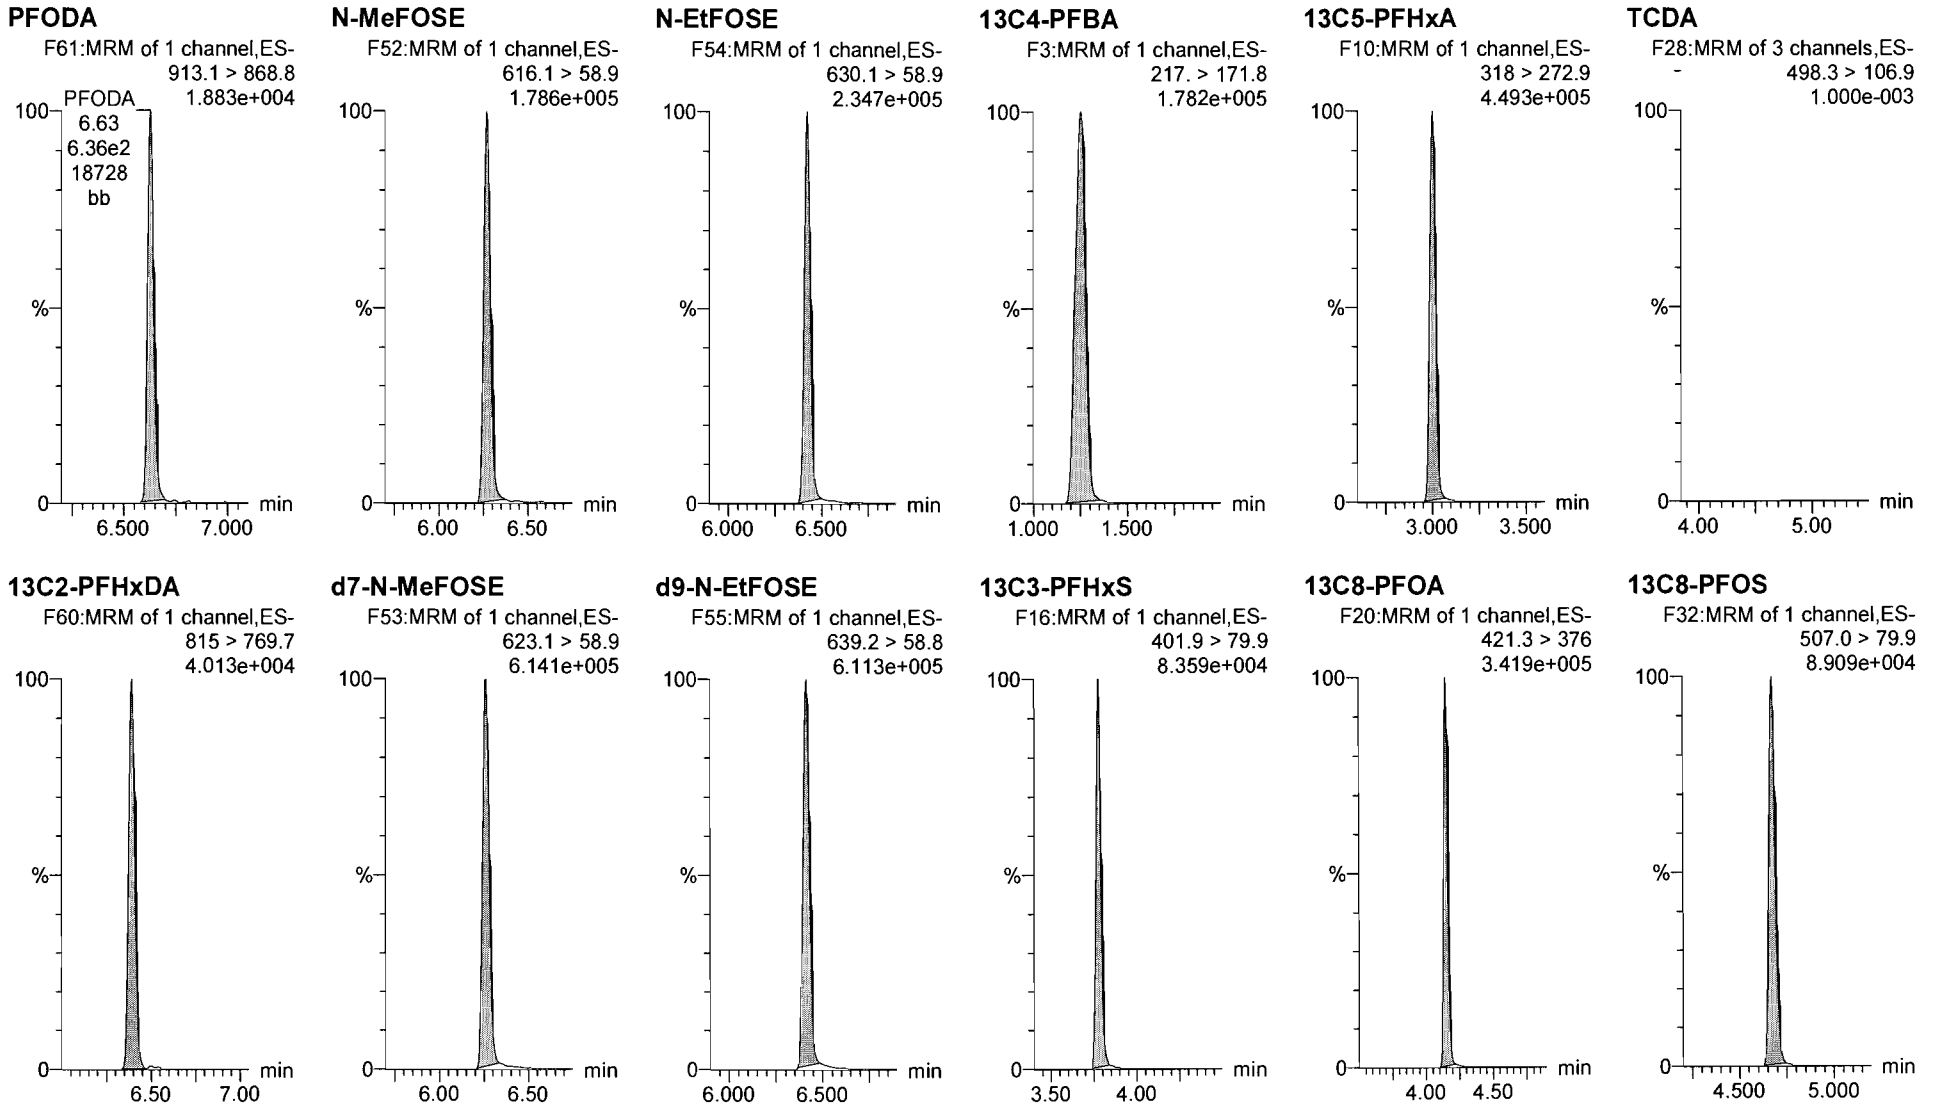 PFODA
F61:MRM of 1 channel,ES-
913.1 > 868.8
1.883e+004
PFODA
6.63
6.36e2
18728
bb
100
%
0
min
6.500 7.000
N-MeFOSE
F52:MRM of 1 channel,ES-
616.1 > 58.9
1.786e+005
100
%
0
min
6.00 6.50
N-EtFOSE
F54:MRM of 1 channel,ES-
630.1 > 58.9
2.347e+005
100
%
0
min
6.000 6.500
13C4-PFBA
F3:MRM of 1 channel,ES-
217. > 171.8
1.782e+005
100
%
0
min
1.000 1.500
13C5-PFHxA
F10:MRM of 1 channel,ES-
318 > 272.9
4.493e+005
100
%
0
min
3.000 3.500
TCDA
F28:MRM of 3 channels,ES-
498.3 > 106.9
1.000e-003
100
%
0
min
4.00 5.00
13C2-PFHxDA
F60:MRM of 1 channel,ES-
815 > 769.7
4.013e+004
100
%
0
min
6.50 7.00
d7-N-MeFOSE
F53:MRM of 1 channel,ES-
623.1 > 58.9
6.141e+005
100
%
0
min
6.00 6.50
d9-N-EtFOSE
F55:MRM of 1 channel,ES-
639.2 > 58.8
6.113e+005
100
%
0
min
6.000 6.500
13C3-PFHxS
F16:MRM of 1 channel,ES-
401.9 > 79.9
8.359e+004
100
%
0
min
3.50 4.00
13C8-PFOA
F20:MRM of 1 channel,ES-
421.3 > 376
3.419e+005
100
%
0
min
4.00 4.50
13C8-PFOS
F32:MRM of 1 channel,ES-
507.0 > 79.9
8.909e+004
100
%
0
min
4.500 5.000